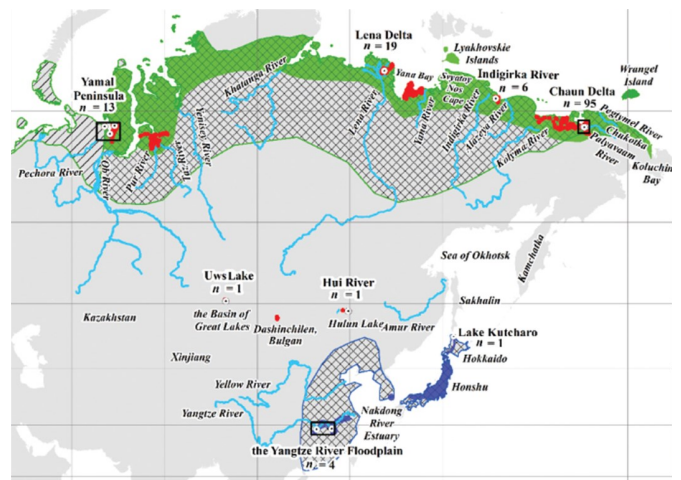 Yamal
Peninsula
n = 13
Lena Delta
n = 19
Lyakhovskie
Islands
Svyatoy
Nos
Cape
Yana Bay
Indigirka River
n = 6
Wrangel
Island
Chaun Delta
n = 95
Khatanga River
Yenisey River
Lena River
Yana River
Indigirka River
Alazeya River
Kolyma River
Pegtymel River
Chukotka
Palyavaam
River
Koluchin
Bay
Pechora River
Ob River
Pur River
Taz River
Sea of Okhotsk
Kamchatka
Sakhalin
Uws Lake
n = 1
the Basin of
Great Lakes
Kazakhstan
Hui River
n = 1
Hulun Lake
Amur River
Dashinchilen,
Bulgan
Lake Kutcharo
n = 1
Hokkaido
Honshu
Xinjiang
Yellow River
Yangtze River
Nakdong
River
Estuary
the Yangtze River Floodplain
n = 4